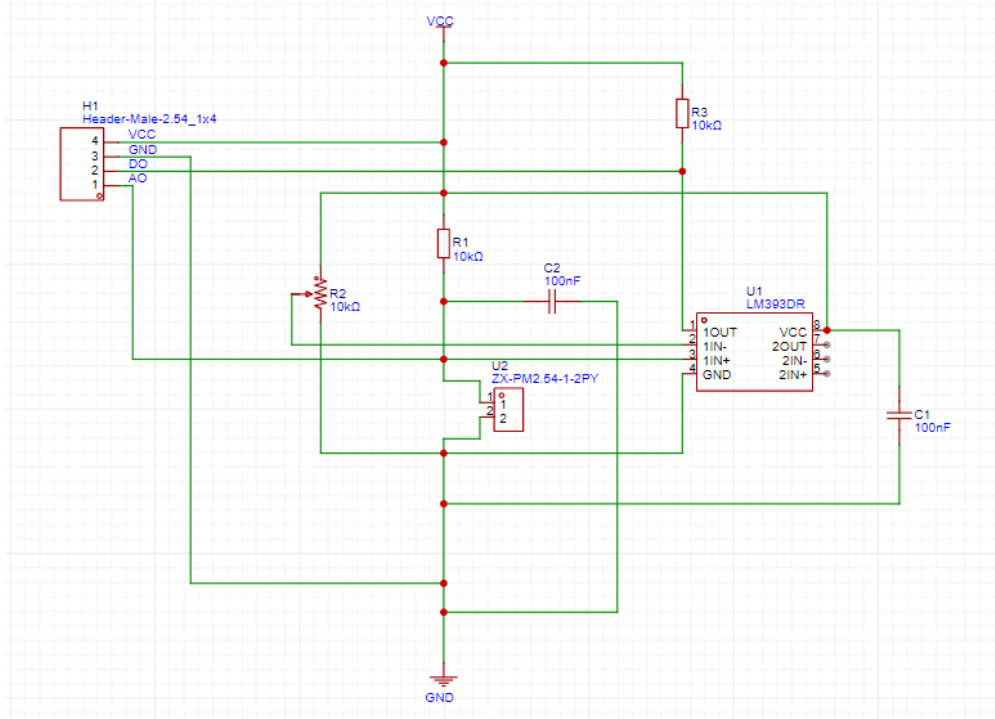 VCC
H1
Header-Male-2.54_1x4
4 VCC
3 GND
2 DO
1 AO
R3
10kΩ
R1
10kΩ
C2
100nF
R2
10kΩ
U1
LM393DR
1 1OUT VCC 8
2 1IN- 2OUT 7
3 1IN+ 2IN- 6
4 GND 2IN+ 5
U2
ZX-PM2.54-1-2PY
1 1
2 2
C1
100nF
GND